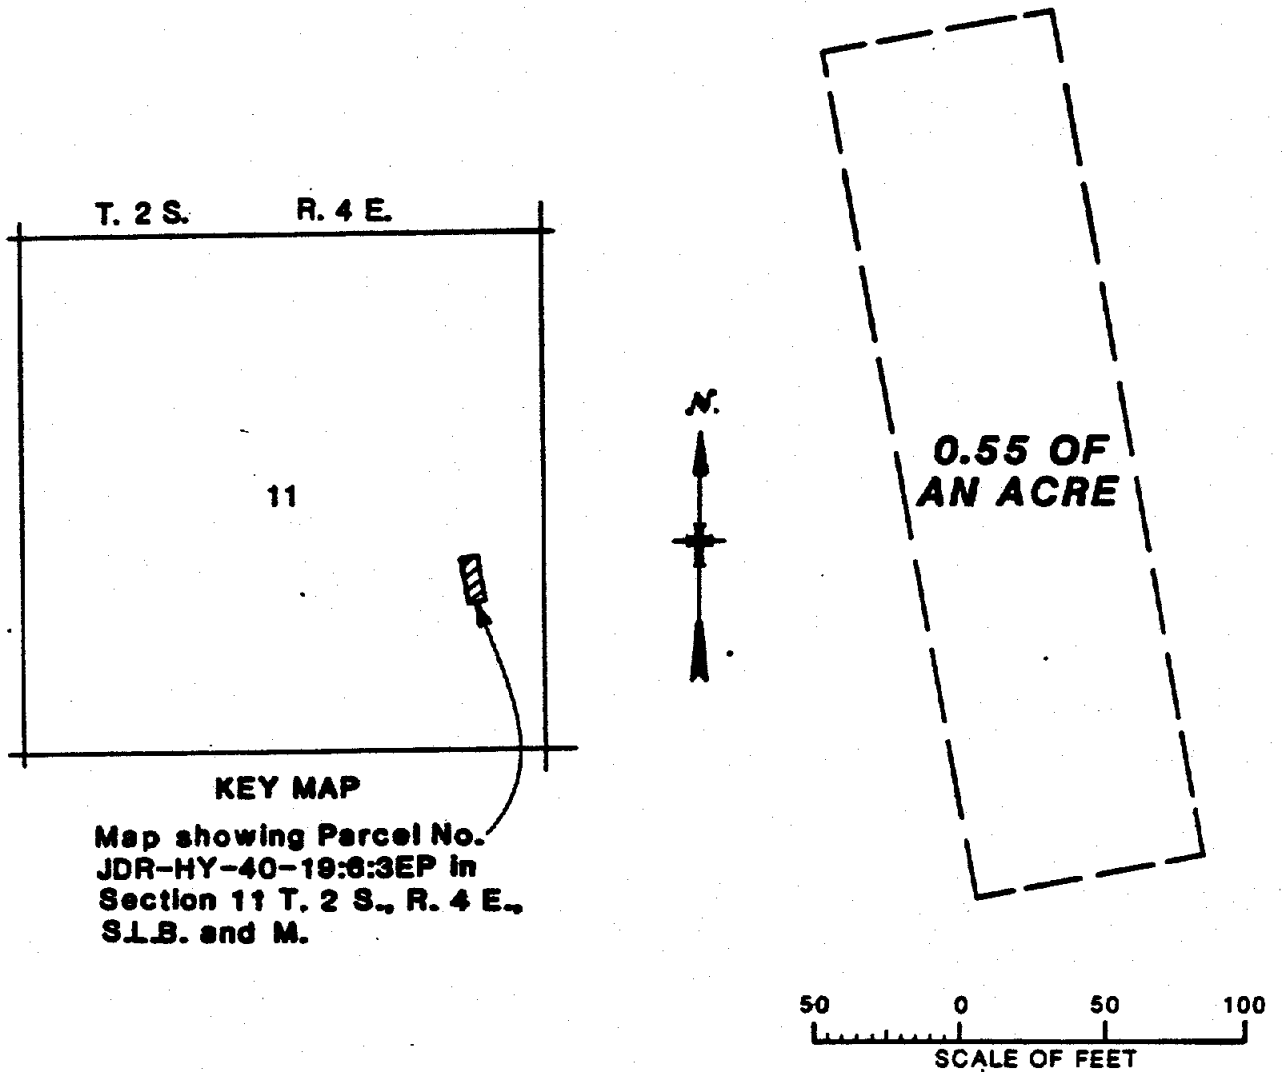 T. 2 S. R. 4 E.
11
KEY MAP
Map showing Parcel No.
JDR-HY-40-19:6:3EP in
Section 11 T. 2 S., R. 4 E.,
S.L.B. and M.
N.
0.55 OF
AN ACRE
50 0 50 100
SCALE OF FEET